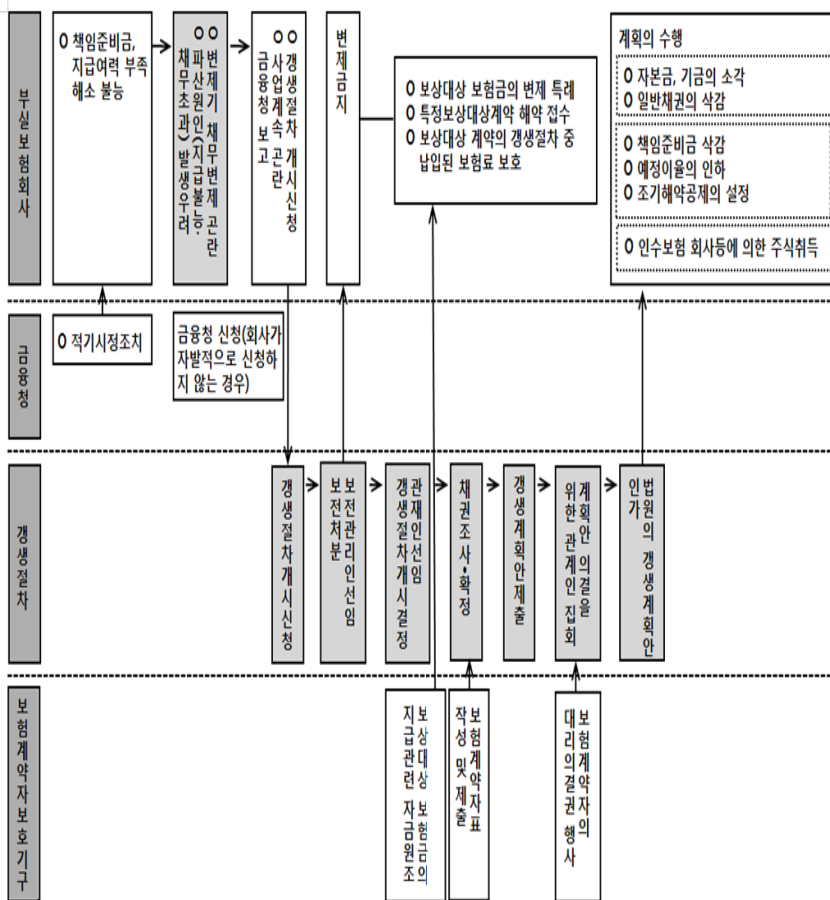 부실보험회사
책임준비금,
지급여력 부족
해소 불능
변제기 채무변제 곤란
파산원인(지급불능·
채무초과) 발생우려
갱생절차 개시신청
사업계속 곤란
금융청 보고
변제금지
보상대상 보험금의 변제 특례
특정보상대상계약 해약 접수
보상대상 계약의 갱생절차 중
납입된 보험료 보호
계획의 수행
자본금, 기금의 소각
일반채권의 삭감
책임준비금 삭감
예정이율의 인하
조기해약공제의 설정
인수보험 회사등에 의한 주식취득
금융청
적기시정조치
금융청 신청(회사가
자발적으로 신청하
지 않는 경우)
갱생절차
갱생절차개시신청
보전관리인선임
보전처분
관재인선임
갱생절차개시결정
채권조사·확정
갱생계획안제출
계획안 의결을
위한 관계인 집회
법원의 갱생계획안
인가
보험계약자보호기구
보상대상 보험금의
지급관련 자금원조
보험계약자표
작성 및 제출
보험계약자의
대리의결권 행사